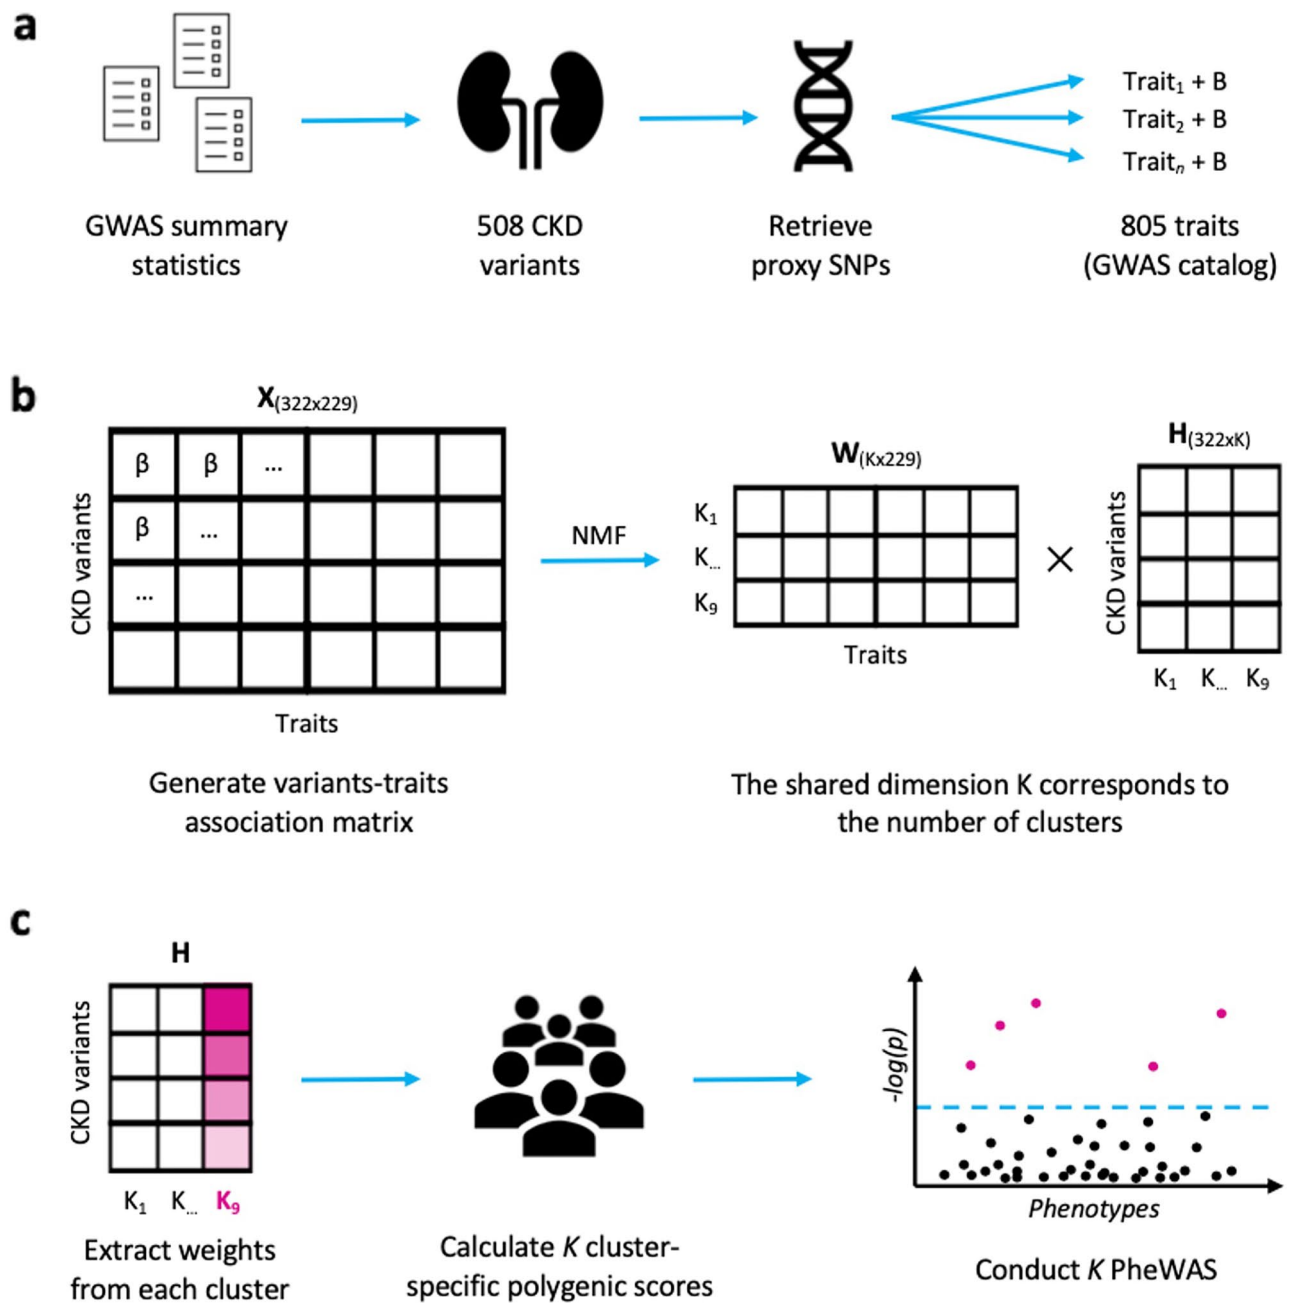 a
Trait1 + B
Trait2 + B
Traitn + B
GWAS summary
statistics
508 CKD
variants
Retrieve
proxy SNPs
805 traits
(GWAS catalog)
b
X(322x229)
β β ...
β ...
...
CKD variants
Traits
NMF
W(Kx229)
K1
K...
K9
Traits
×
H(322xK)
CKD variants
K1 K... K9
Generate variants-traits
association matrix
The shared dimension K corresponds to
the number of clusters
c
H
CKD variants
K1 K... K9
Extract weights
from each cluster
Calculate K cluster-
specific polygenic scores
-log(p)
Phenotypes
Conduct K PheWAS